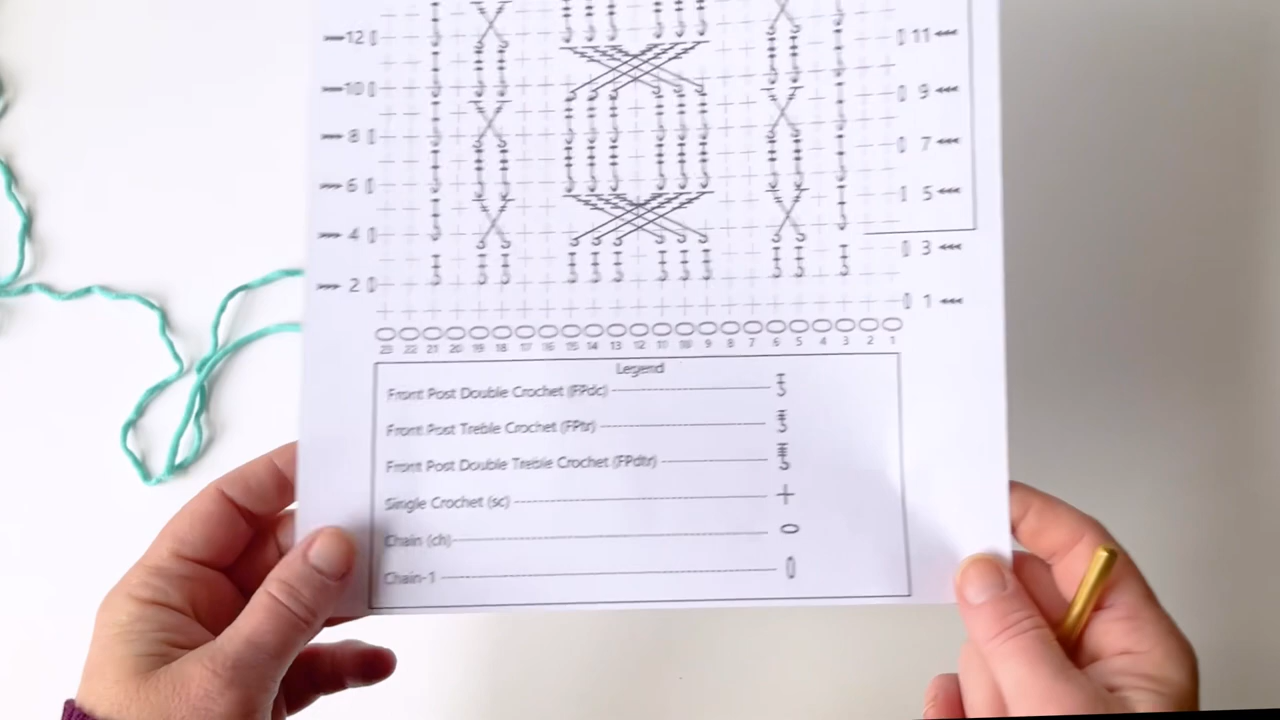 12 11
10 9
8 7
6 5
4 3
2 1
23 22 21 20 19 18 17 16 15 14 13 12 11 10 9 8 7 6 5 4 3 2 1
Legend
Front Post Double Crochet (FPdc)
Front Post Treble Crochet (FPtr)
Front Post Double Treble Crochet (FPdtr)
Single Crochet (sc)
Chain (ch)
Chain-1